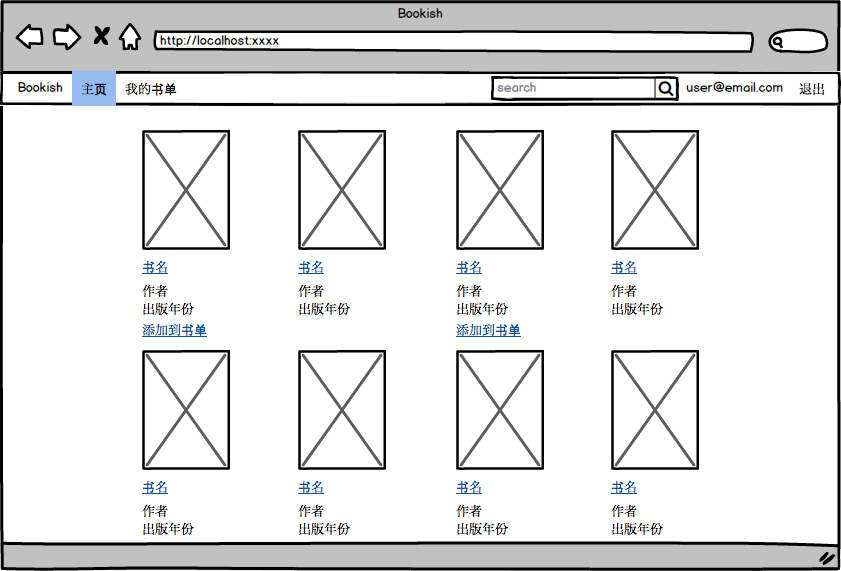 Bookish
http://localhost:xxxx
Bookish 主页 我的书单 search user@email.com 退出
书名 书名 书名 书名
作者 作者 作者 作者
出版年份 出版年份 出版年份 出版年份
添加到书单 添加到书单
书名 书名 书名 书名
作者 作者 作者 作者
出版年份 出版年份 出版年份 出版年份